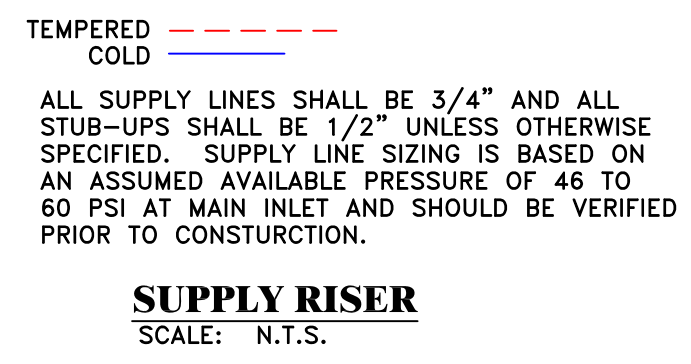 TEMPERED
COLD
ALL SUPPLY LINES SHALL BE 3/4” AND ALL
STUB-UPS SHALL BE 1/2” UNLESS OTHERWISE
SPECIFIED. SUPPLY LINE SIZING IS BASED ON
AN ASSUMED AVAILABLE PRESSURE OF 46 TO
60 PSI AT MAIN INLET AND SHOULD BE VERIFIED
PRIOR TO CONSTURCTION.
SUPPLY RISER
SCALE: N.T.S.